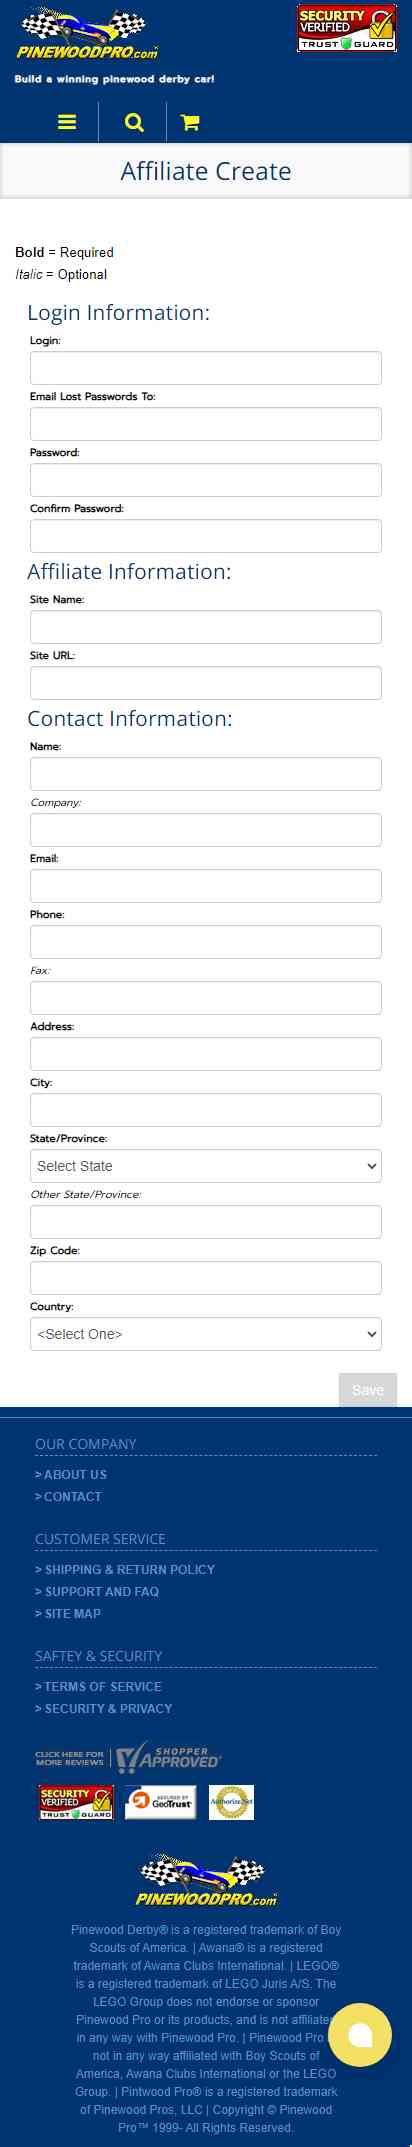 PINEWOODPRO.com
SECURITY
VERIFIED
TRUST GUARD
Build a winning pinewood derby car!
Affiliate Create
Bold = Required
Italic = Optional
Login Information:
Login:
Email Lost Passwords To:
Password:
Confirm Password:
Affiliate Information:
Site Name:
Site URL:
Contact Information:
Name:
Company:
Email:
Phone:
Fax:
Address:
City:
State/Province:
Select State
Other State/Province:
Zip Code:
Country:
<Select One>
Save
OUR COMPANY
> ABOUT US
> CONTACT
CUSTOMER SERVICE
> SHIPPING & RETURN POLICY
> SUPPORT AND FAQ
> SITE MAP
SAFTEY & SECURITY
> TERMS OF SERVICE
> SECURITY & PRIVACY
CLICK HERE FOR
MORE REVIEWS
SHOPPER
APPROVED
SECURITY
VERIFIED
TRUST GUARD
SECURED BY
GeoTrust
Authorize.Net
PINEWOODPRO.com
Pinewood Derby® is a registered trademark of Boy
Scouts of America. | Awana® is a registered
trademark of Awana Clubs International. | LEGO®
is a registered trademark of LEGO Juris A/S. The
LEGO Group does not endorse or sponsor
Pinewood Pro or its products, and is not affiliated
in any way with Pinewood Pro. | Pinewood Pro
not in any way affiliated with Boy Scouts of
America, Awana Clubs International or the LEGO
Group. | Pintwood Pro® is a registered trademark
of Pinewood Pros, LLC | Copyright © Pinewood
Pro™ 1999- All Rights Reserved.